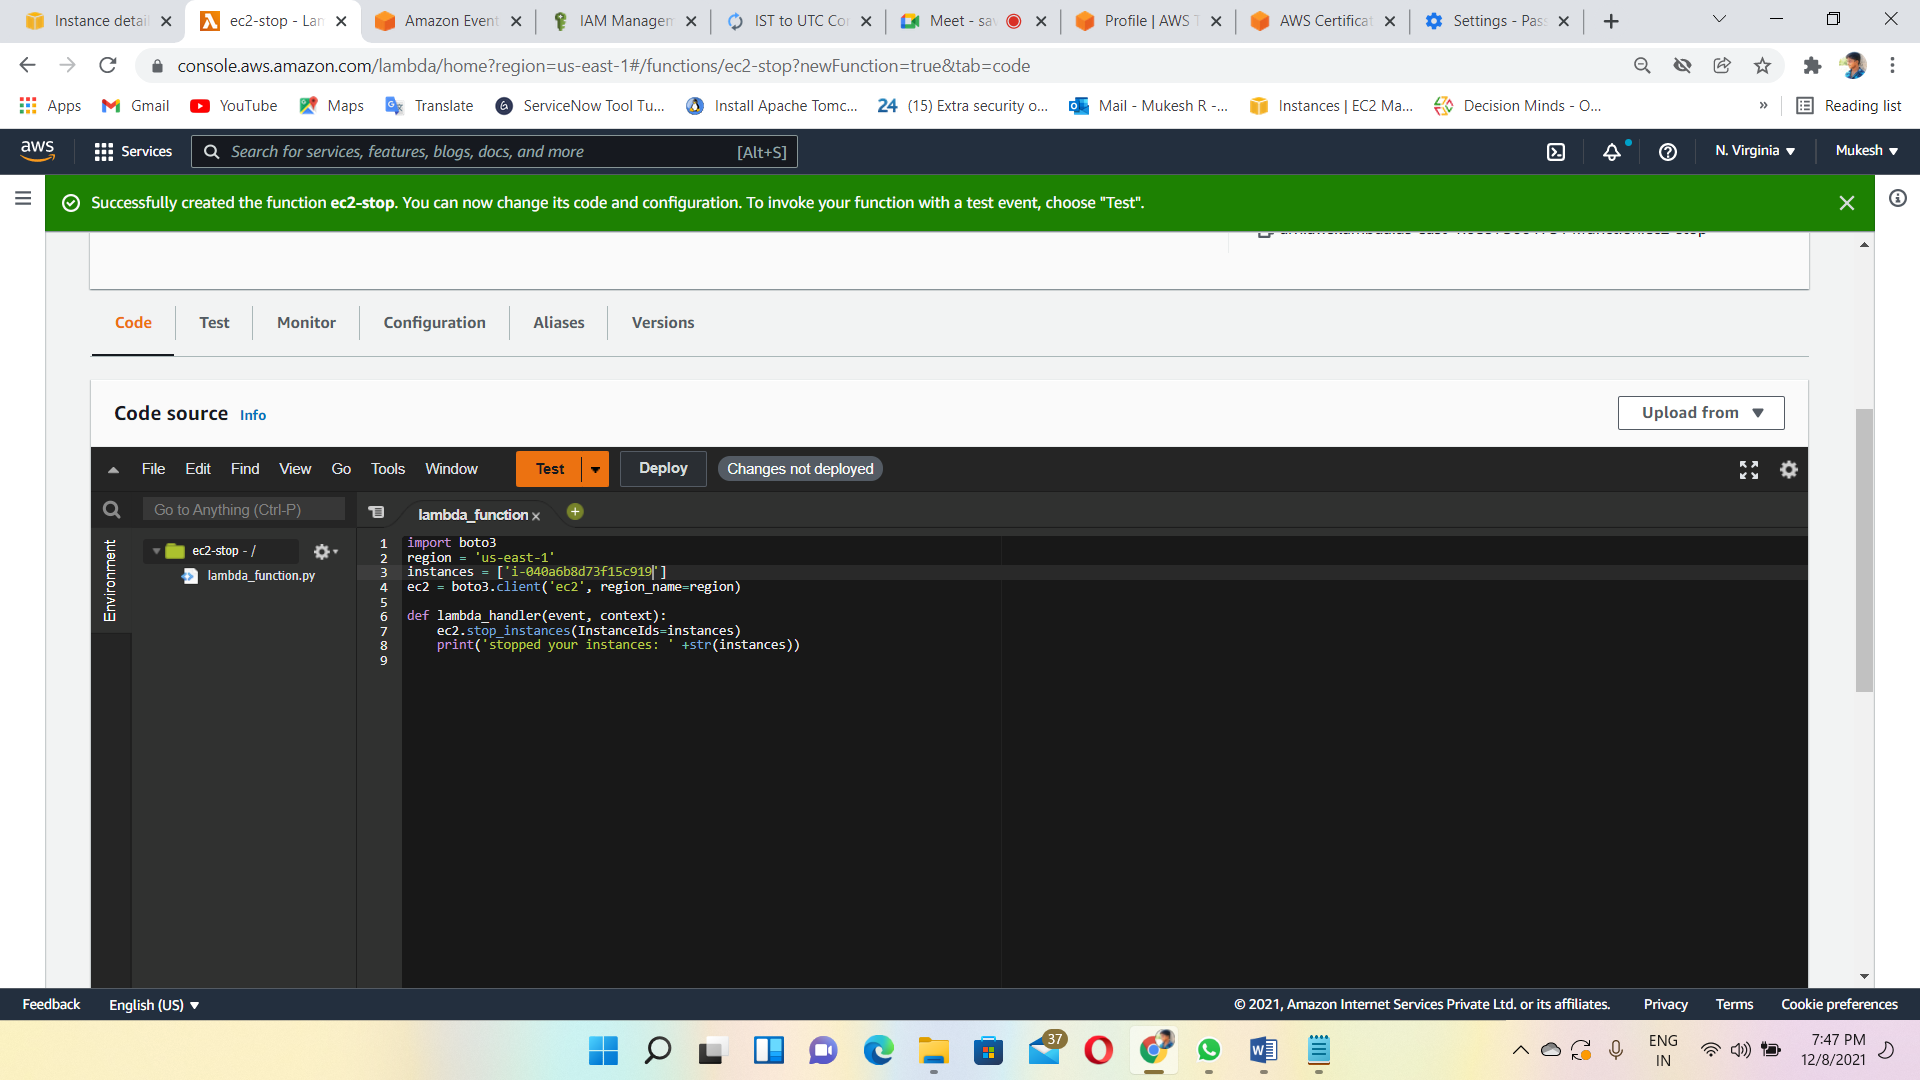 Instance detail
ec2-stop - Lam
Amazon Event
IAM Managem
IST to UTC Co
Meet - sa
Profile | AWS T
AWS Certificat
Settings - Pas
console.aws.amazon.com/lambda/home?region=us-east-1#/functions/ec2-stop?newFunction=true&tab=code
Apps
Gmail
YouTube
Maps
Translate
ServiceNow Tool Tu...
Install Apache Tomc...
24 (15) Extra security o...
Mail - Mukesh R -...
Instances | EC2 Ma...
Decision Minds - O...
»
Reading list
aws
Services
Search for services, features, blogs, docs, and more [Alt+S]
N. Virginia
Mukesh
Successfully created the function ec2-stop. You can now change its code and configuration. To invoke your function with a test event, choose "Test".
Code
Test
Monitor
Configuration
Aliases
Versions
Code source Info
Upload from
File Edit Find View Go Tools Window
Test
Deploy
Changes not deployed
Go to Anything (Ctrl-P)
lambda_function
Environment
ec2-stop - /
lambda_function.py
1 import boto3
2 region = 'us-east-1'
3 instances = ['i-040a6b8d73f15c919']
4 ec2 = boto3.client('ec2', region_name=region)
5
6 def lambda_handler(event, context):
7 ec2.stop_instances(InstanceIds=instances)
8 print('stopped your instances: ' +str(instances))
9
Feedback
English (US)
© 2021, Amazon Internet Services Private Ltd. or its affiliates.
Privacy
Terms
Cookie preferences
37
ENG
IN
7:47 PM
12/8/2021